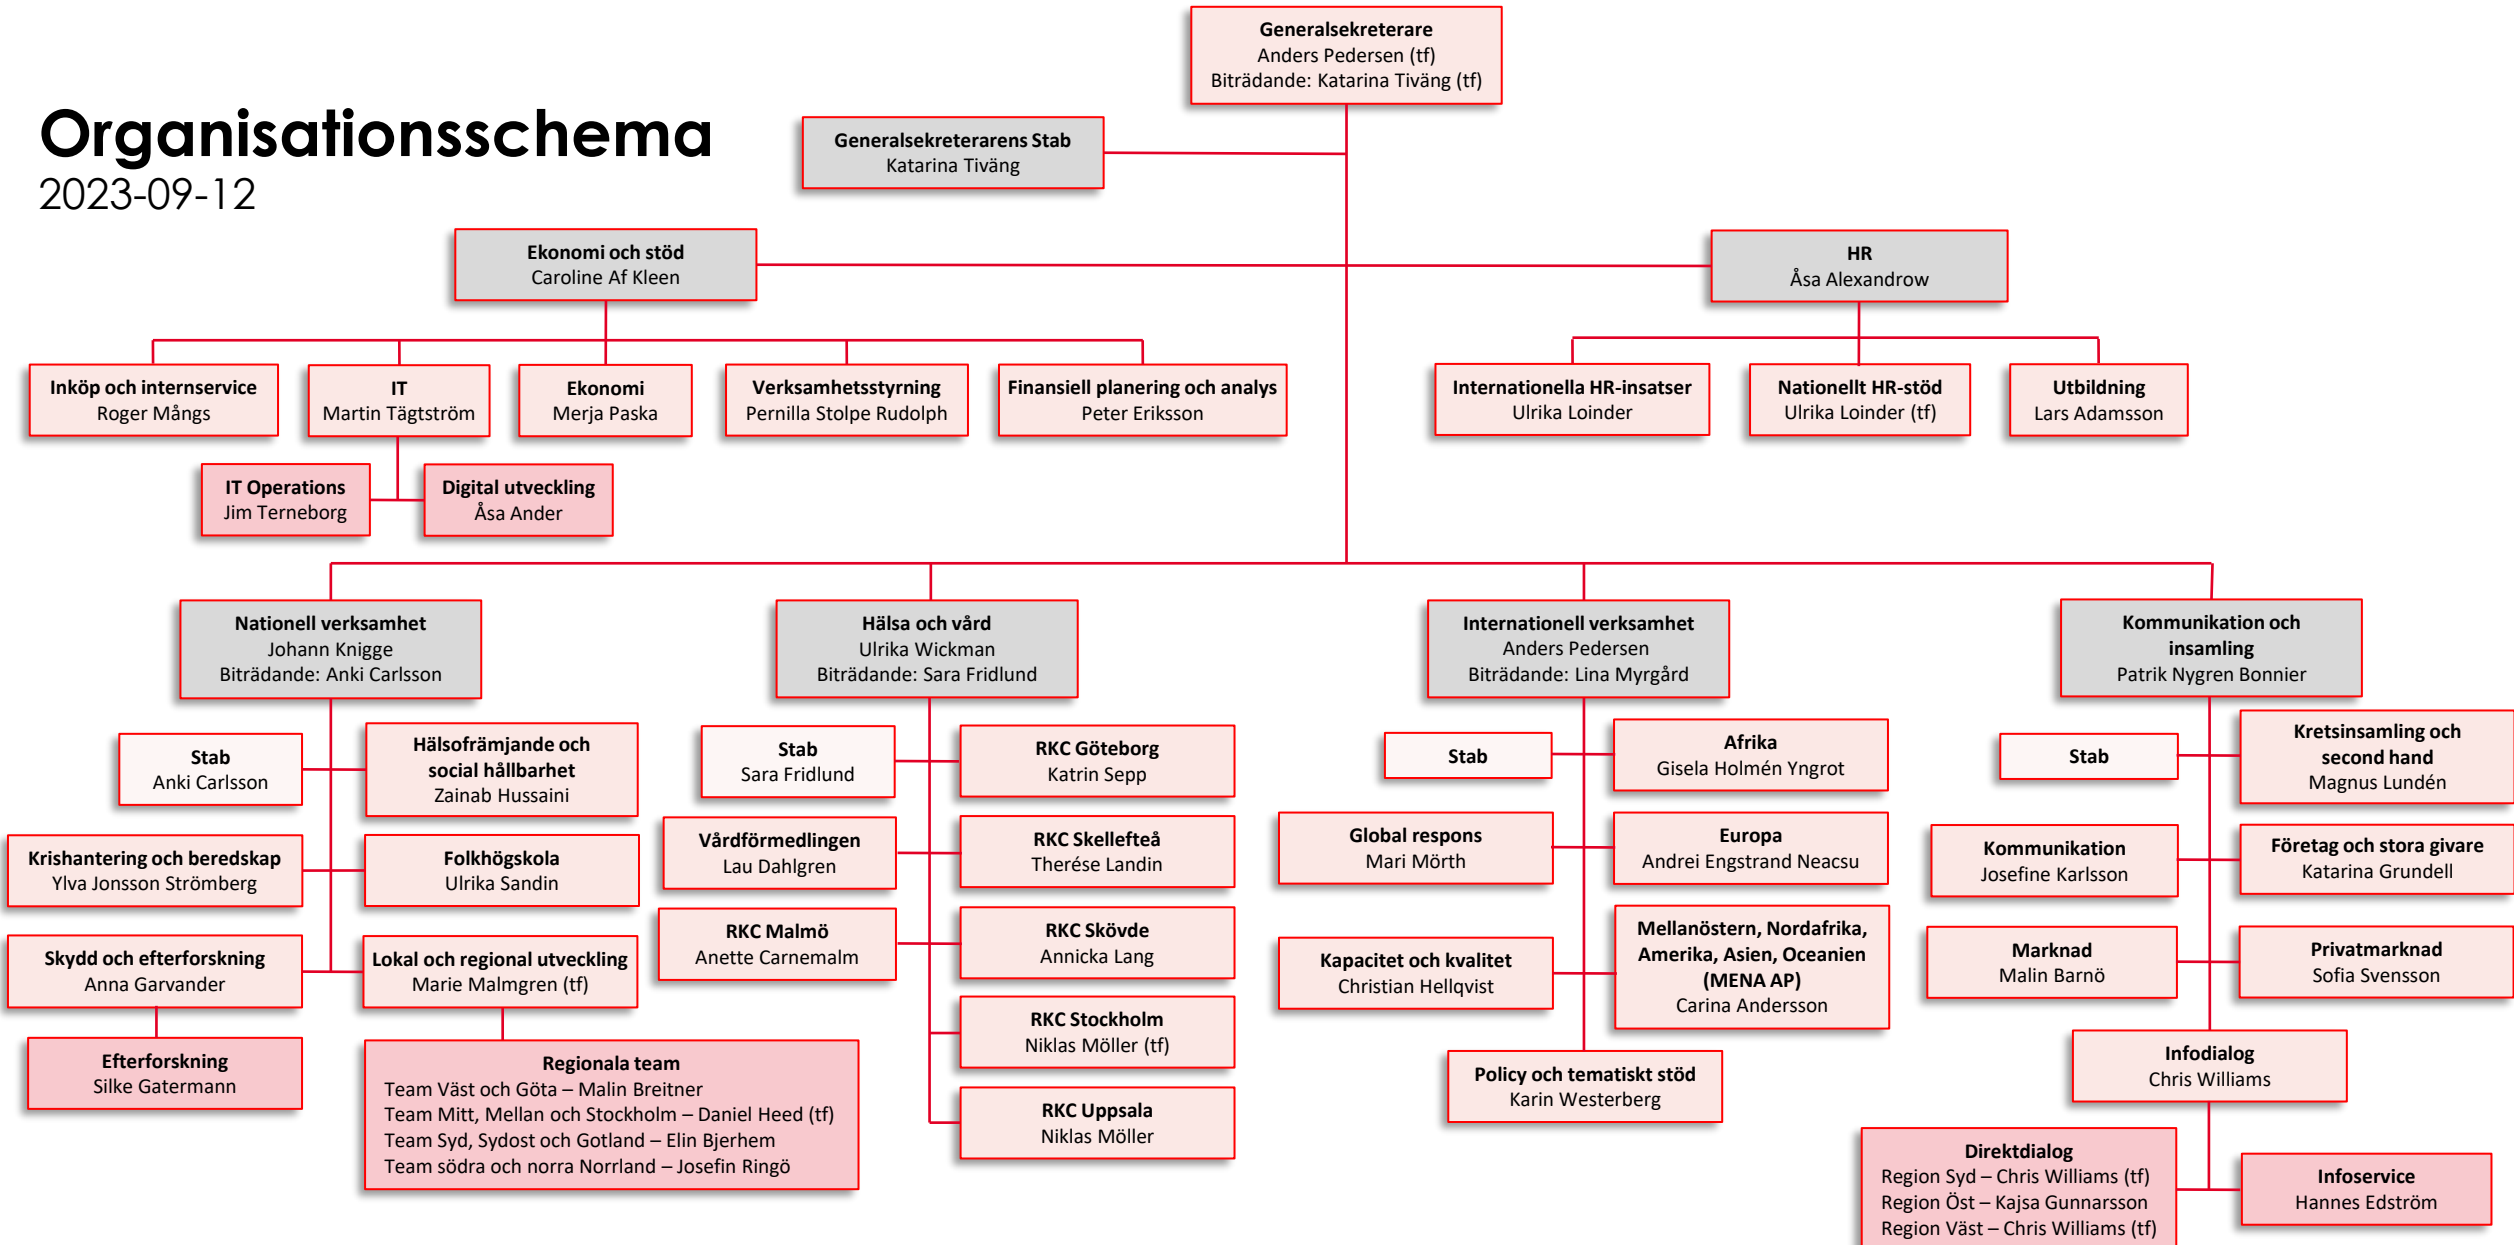 Generalsekreterare
Anders Pedersen (tf)
Biträdande: Katarina Tiväng (tf)
Organisationsschema
2023-09-12
Generalsekreterarens Stab
Katarina Tiväng
Ekonomi och stöd
Caroline Af Kleen
HR
Åsa Alexandrow
Inköp och internservice
Roger Mångs
IT
Martin Tägtström
Ekonomi
Merja Paska
Verksamhetsstyrning
Pernilla Stolpe Rudolph
Finansiell planering och analys
Peter Eriksson
Internationella HR-insatser
Ulrika Loinder
Nationellt HR-stöd
Ulrika Loinder (tf)
Utbildning
Lars Adamsson
IT Operations
Jim Terneborg
Digital utveckling
Åsa Ander
Nationell verksamhet
Johann Knigge
Biträdande: Anki Carlsson
Hälsa och vård
Ulrika Wickman
Biträdande: Sara Fridlund
Internationell verksamhet
Anders Pedersen
Biträdande: Lina Myrgård
Kommunikation och
insamling
Patrik Nygren Bonnier
Stab
Anki Carlsson
Hälsofrämjande och
social hållbarhet
Zainab Hussaini
Krishantering och beredskap
Ylva Jonsson Strömberg
Folkhögskola
Ulrika Sandin
Skydd och efterforskning
Anna Garvander
Lokal och regional utveckling
Marie Malmgren (tf)
Efterforskning
Silke Gatermann
Regionala team
Team Väst och Göta – Malin Breitner
Team Mitt, Mellan och Stockholm – Daniel Heed (tf)
Team Syd, Sydost och Gotland – Elin Bjerhem
Team södra och norra Norrland – Josefin Ringö
Stab
Sara Fridlund
RKC Göteborg
Katrin Sepp
Vårdförmedlingen
Lau Dahlgren
RKC Skellefteå
Therése Landin
RKC Malmö
Anette Carnemalm
RKC Skövde
Annicka Lang
RKC Stockholm
Niklas Möller (tf)
RKC Uppsala
Niklas Möller
Stab
Afrika
Gisela Holmén Yngrot
Global respons
Mari Mörth
Europa
Andrei Engstrand Neacsu
Kapacitet och kvalitet
Christian Hellqvist
Mellanöstern, Nordafrika,
Amerika, Asien, Oceanien
(MENA AP)
Carina Andersson
Policy och tematiskt stöd
Karin Westerberg
Stab
Kretsinsamling och
second hand
Magnus Lundén
Kommunikation
Josefine Karlsson
Företag och stora givare
Katarina Grundell
Marknad
Malin Barnö
Privatmarknad
Sofia Svensson
Infodialog
Chris Williams
Direktdialog
Region Syd – Chris Williams (tf)
Region Öst – Kajsa Gunnarsson
Region Väst – Chris Williams (tf)
Infoservice
Hannes Edström